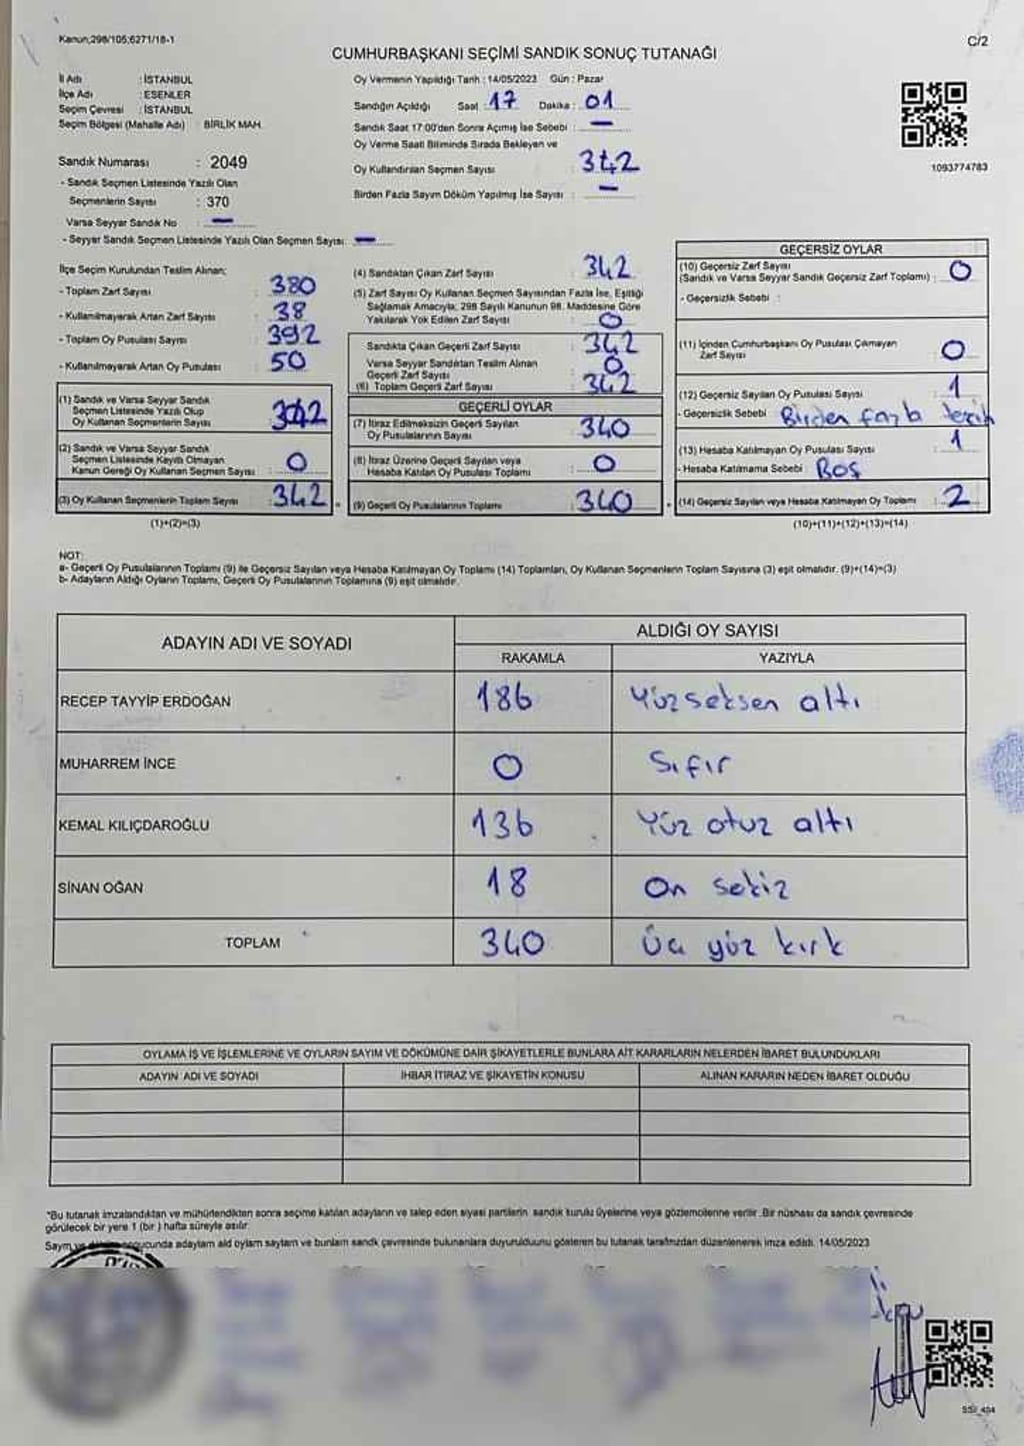 Kanun;298/105;6271/18-1
C/2
CUMHURBAŞKANI SEÇİMİ SANDIK SONUÇ TUTANAĞI
İl Adı : İSTANBUL
İlçe Adı : ESENLER
Seçim Çevresi : İSTANBUL
Seçim Bölgesi (Mahalle Adı) : BİRLİK MAH.
Sandık Numarası : 2049
- Sandık Seçmen Listesinde Yazılı Olan
Seçmenlerin Sayısı : 370
Varsa Seyyar Sandık No : —
- Seyyar Sandık Seçmen Listesinde Yazılı Olan Seçmen Sayısı: —
Oy Vermenin Yapıldığı Tarih : 14/05/2023 Gün : Pazar
Sandığın Açıldığı Saat : 17 Dakika : 01
Sandık Saat 17:00'den Sonra Açılmış İse Sebebi : —
Oy Verme Saati Bitiminde Sırada Bekleyen ve
Oy Kullandırılan Seçmen Sayısı : 342
Birden Fazla Sayım Döküm Yapılmış İse Sayısı : —
1093774783
İlçe Seçim Kurulundan Teslim Alınan;
- Toplam Zarf Sayısı : 380
- Kullanılmayarak Artan Zarf Sayısı : 38
- Toplam Oy Pusulası Sayısı : 392
- Kullanılmayarak Artan Oy Pusulası : 50
(1) Sandık ve Varsa Seyyar Sandık
Seçmen Listesinde Yazılı Olup
Oy Kullanan Seçmenlerin Sayısı : 342
(2) Sandık ve Varsa Seyyar Sandık
Seçmen Listesinde Kayıtlı Olmayan
Kanun Gereği Oy Kullanan Seçmen Sayısı : 0
(3) Oy Kullanan Seçmenlerin Toplam Sayısı : 342
(1)+(2)=(3)
(4) Sandıktan Çıkan Zarf Sayısı : 342
(5) Zarf Sayısı Oy Kullanan Seçmen Sayısından Fazla İse, Eşitliği
Sağlamak Amacıyla; 298 Sayılı Kanunun 98. Maddesine Göre
Yakılarak Yok Edilen Zarf Sayısı : 0
Sandıkta Çıkan Geçerli Zarf Sayısı : 342
Varsa Seyyar Sandıktan Teslim Alınan
Geçerli Zarf Sayısı : 0
(6) Toplam Geçerli Zarf Sayısı : 342
GEÇERLİ OYLAR
(7) İtiraz Edilmeksizin Geçerli Sayılan
Oy Pusulalarının Sayısı : 340
(8) İtiraz Üzerine Geçerli Sayılan veya
Hesaba Katılan Oy Pusulası Toplamı : 0
(9) Geçerli Oy Pusulalarının Toplamı : 340
GEÇERSİZ OYLAR
(10) Geçersiz Zarf Sayısı
(Sandık ve Varsa Seyyar Sandık Geçersiz Zarf Toplamı) : 0
- Geçersizlik Sebebi :
(11) İçinden Cumhurbaşkanı Oy Pusulası Çıkmayan
Zarf Sayısı : 0
(12) Geçersiz Sayılan Oy Pusulası Sayısı : 1
- Geçersizlik Sebebi : Birden fazla tercih
(13) Hesaba Katılmayan Oy Pusulası Sayısı : 1
- Hesaba Katılmama Sebebi : Boş
(14) Geçersiz Sayılan veya Hesaba Katılmayan Oy Toplamı : 2
(10)+(11)+(12)+(13)=(14)
NOT:
a- Geçerli Oy Pusulalarının Toplamı (9) ile Geçersiz Sayılan veya Hesaba Katılmayan Oy Toplamı (14) Toplamları, Oy Kullanan Seçmenlerin Toplam Sayısına (3) eşit olmalıdır. (9)+(14)=(3)
b- Adayların Aldığı Oyların Toplamı, Geçerli Oy Pusulalarının Toplamına (9) eşit olmalıdır.
ADAYIN ADI VE SOYADI
ALDIĞI OY SAYISI
RAKAMLA YAZIYLA
RECEP TAYYİP ERDOĞAN 186 Yüzseksen altı
MUHARREM İNCE 0 Sıfır
KEMAL KILIÇDAROĞLU 136 Yüz otuz altı
SİNAN OĞAN 18 On sekiz
TOPLAM 340 Üç yüz kırk
OYLAMA İŞ VE İŞLEMLERİNE VE OYLARIN SAYIM VE DÖKÜMÜNE DAİR ŞİKAYETLERLE BUNLARA AİT KARARLARIN NELERDEN İBARET BULUNDUKLARI
ADAYIN ADI VE SOYADI İHBAR İTİRAZ VE ŞİKAYETİN KONUSU ALINAN KARARIN NEDEN İBARET OLDUĞU
*Bu tutanak imzalandıktan ve mühürlendikten sonra seçime katılan adayların ve talep eden siyasi partilerin sandık kurulu üyelerine veya gözlemcilerine verilir. Bir nüshası da sandık çevresinde
görülecek bir yere 1 (bir) hafta süreyle asılır.
adayların aldığı oyların sayılarını ve bunların sandık çevresinde bulunanlara duyurulduğunu gösteren bu tutanak tarafımızdan düzenlenerek imza edildi. 14/05/2023